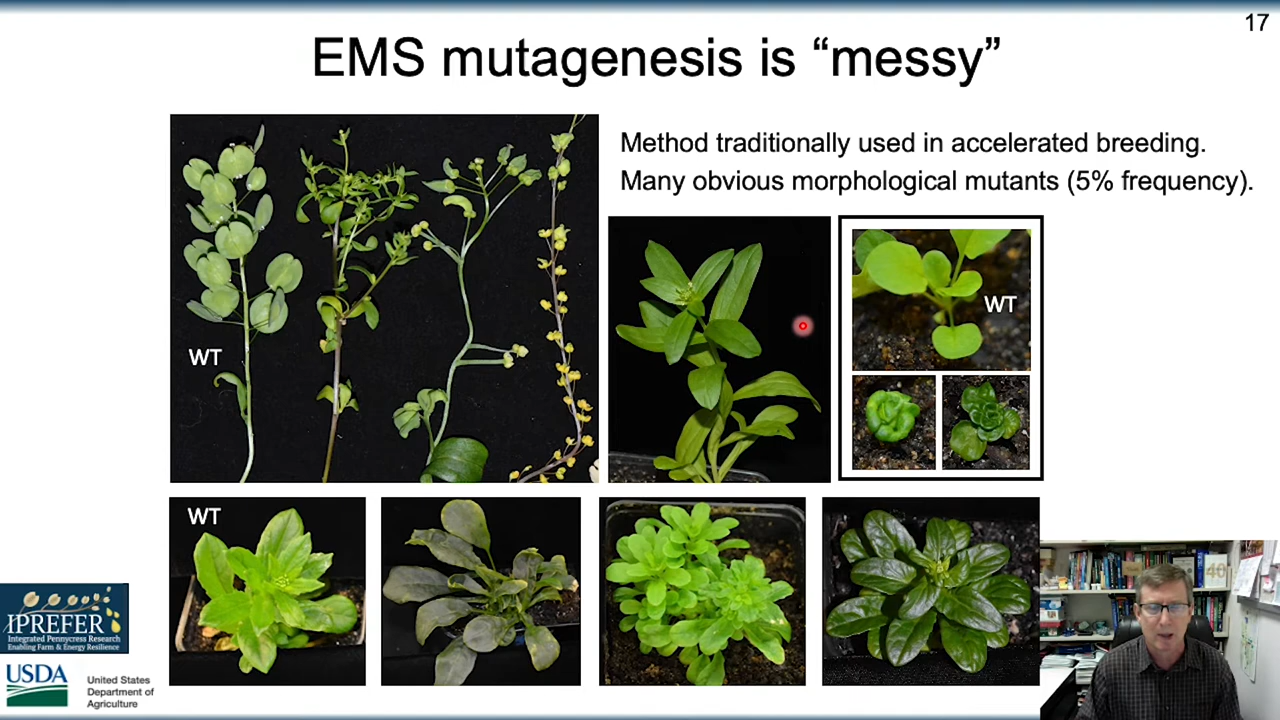 17
EMS mutagenesis is “messy”
Method traditionally used in accelerated breeding.
Many obvious morphological mutants (5% frequency).
WT
WT
WT
IPREFER
Integrated Pennycress Research
Enabling Farm & Energy Resilience
USDA
United States
Department of
Agriculture
40